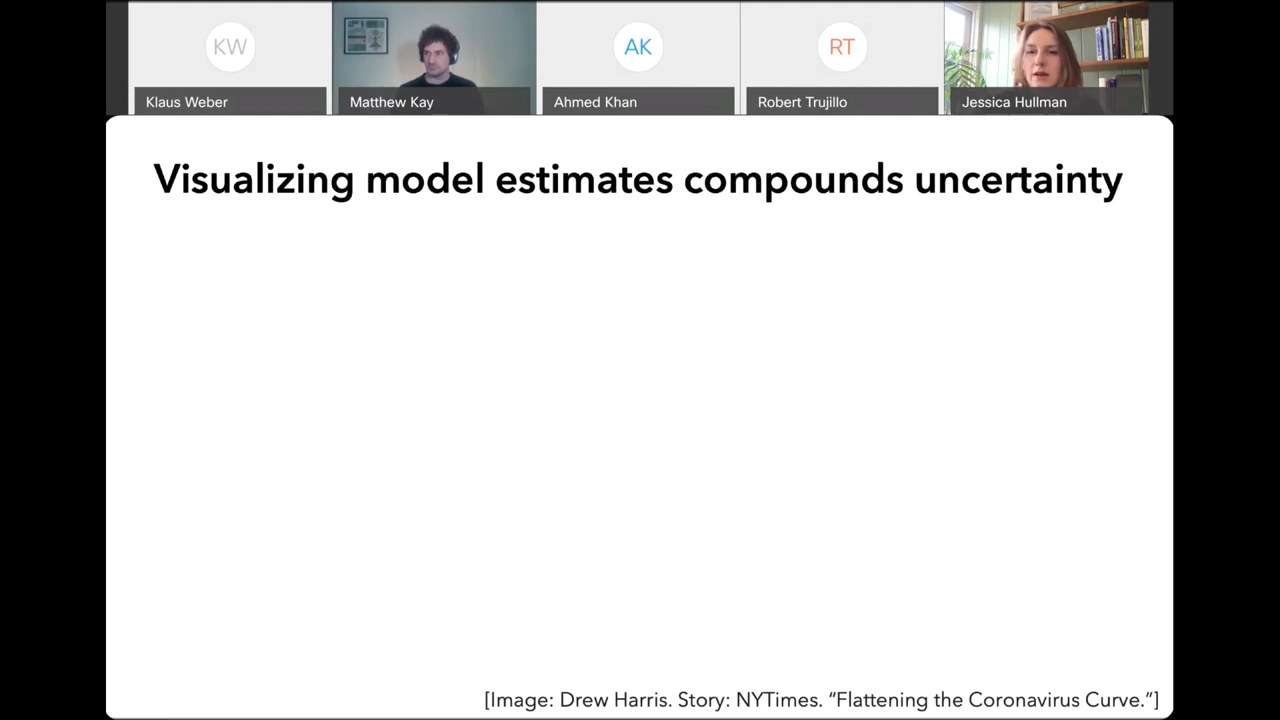 KW
AK
RT
Klaus Weber
Matthew Kay
Ahmed Khan
Robert Trujillo
Jessica Hullman
Visualizing model estimates compounds uncertainty
[Image: Drew Harris. Story: NYTimes. “Flattening the Coronavirus Curve.”]